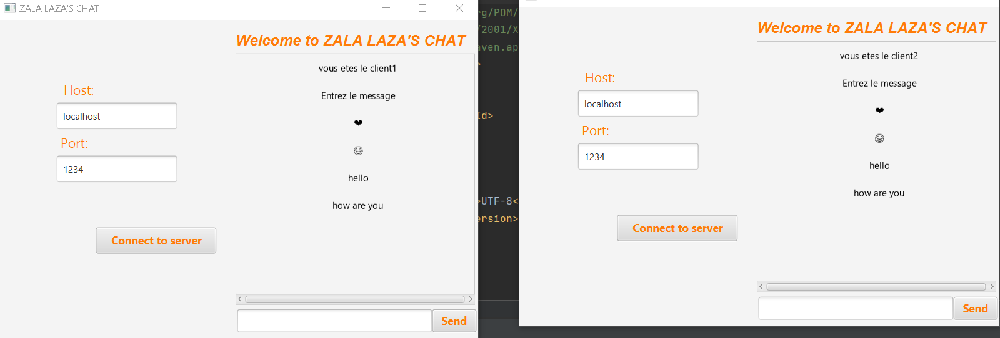 ZALA LAZA'S CHAT
Welcome to ZALA LAZA'S CHAT
vous etes le client1
Entrez le message
❤
😂
hello
how are you
Host:
localhost
Port:
1234
Connect to server
Send
rg/POM/
/2001/X
aven.ap
>
Id>
>UTF-8<
ersion>
Welcome to ZALA LAZA'S CHAT
vous etes le client2
Entrez le message
❤
😂
hello
how are you
Host:
localhost
Port:
1234
Connect to server
Send